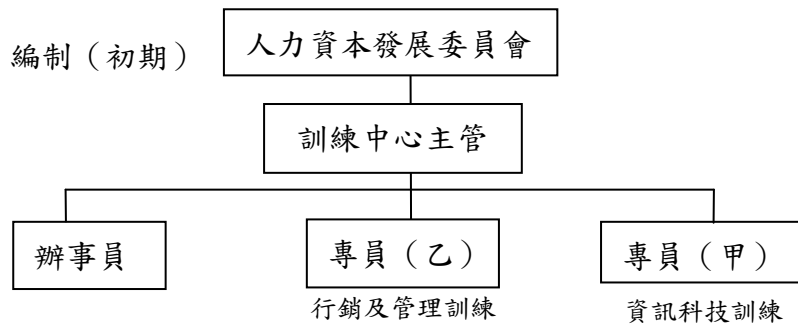 編制（初期）
人力資本發展委員會
訓練中心主管
辦事員
專員（乙）
專員（甲）
行銷及管理訓練
資訊科技訓練